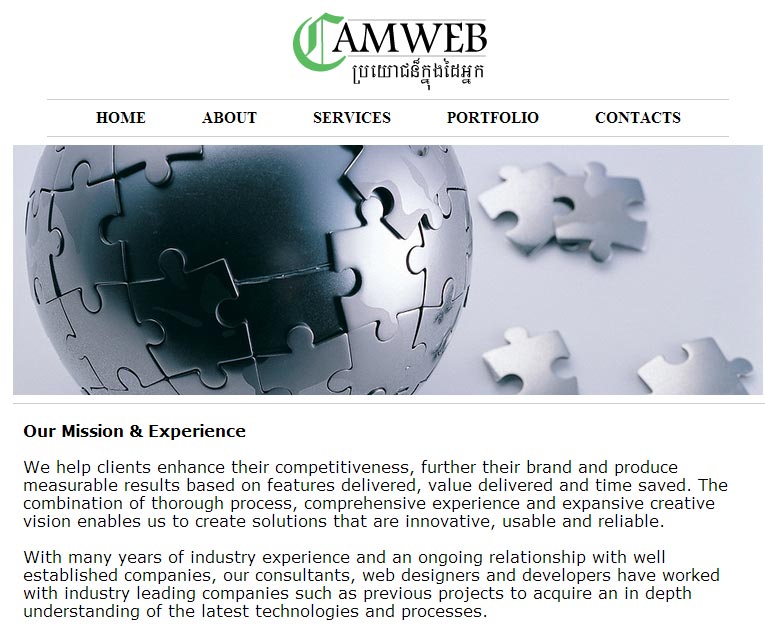 CAMWEB
ប្រយោជន៍ក្នុងដៃអ្នក
HOME ABOUT SERVICES PORTFOLIO CONTACTS
Our Mission & Experience
We help clients enhance their competitiveness, further their brand and produce
measurable results based on features delivered, value delivered and time saved. The
combination of thorough process, comprehensive experience and expansive creative
vision enables us to create solutions that are innovative, usable and reliable.
With many years of industry experience and an ongoing relationship with well
established companies, our consultants, web designers and developers have worked
with industry leading companies such as previous projects to acquire an in depth
understanding of the latest technologies and processes.